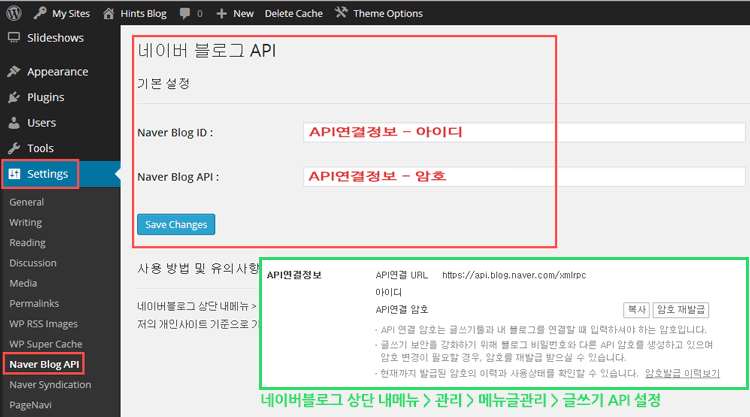 My Sites Hints Blog 0 New Delete Cache Theme Options
Slideshows
Appearance
Plugins
Users
Tools
Settings
General
Writing
Reading
Discussion
Media
Permalinks
WP RSS Images
WP Super Cache
Naver Blog API
Naver Syndication
PageNavi
네이버 블로그 API
기본 설정
Naver Blog ID :
API연결정보 - 아이디
Naver Blog API :
API연결정보 - 암호
Save Changes
사용 방법 및 유의사항
네이버블로그 상단 내메뉴 >
저의 개인사이트 기준으로
API연결정보
API연결 URL https://api.blog.naver.com/xmlrpc
아이디
API연결 암호 복사 암호 재발급
· API 연결 암호는 글쓰기툴과 내 블로그를 연결할 때 입력하셔야 하는 암호입니다.
· 글쓰기 보안을 강화하기 위해 블로그 비밀번호와 다른 API 암호를 생성하고 있으며
암호 변경이 필요할 경우, 암호를 재발급 받으실 수 있습니다.
· 현재까지 발급된 암호의 이력과 사용상태를 확인할 수 있습니다. 암호발급 이력보기
네이버블로그 상단 내메뉴 > 관리 > 메뉴글관리 > 글쓰기 API 설정